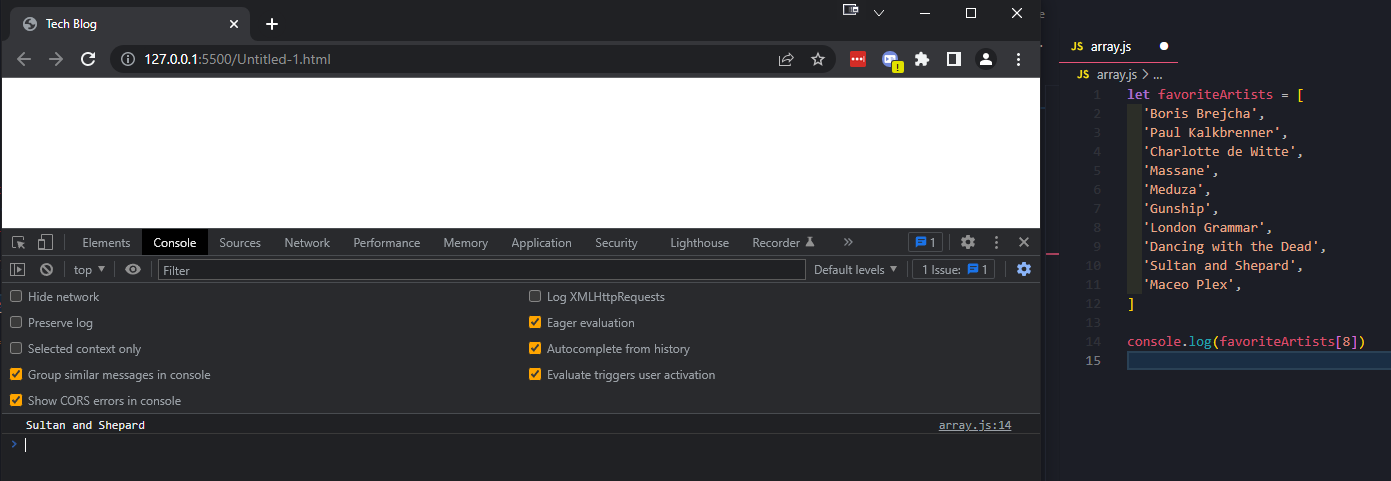 Tech Blog
127.0.0.1:5500/Untitled-1.html
Elements Console Sources Network Performance Memory Application Security Lighthouse Recorder » 1
top Filter Default levels 1 Issue: 1
Hide network Log XMLHttpRequests
Preserve log Eager evaluation
Selected context only Autocomplete from history
Group similar messages in console Evaluate triggers user activation
Show CORS errors in console
Sultan and Shepard array.js:14
>
JS array.js
JS array.js > ...
1 let favoriteArtists = [
2 'Boris Brejcha',
3 'Paul Kalkbrenner',
4 'Charlotte de Witte',
5 'Massane',
6 'Meduza',
7 'Gunship',
8 'London Grammar',
9 'Dancing with the Dead',
10 'Sultan and Shepard',
11 'Maceo Plex',
12 ]
13
14 console.log(favoriteArtists[8])
15